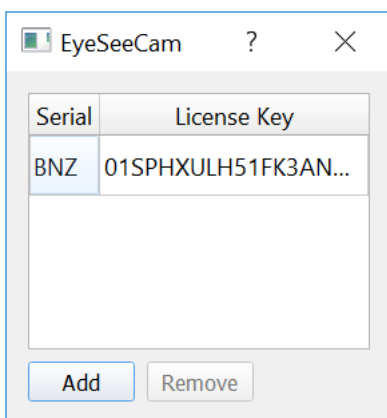 EyeSeeCam ?
Serial License Key
BNZ 01SPHXULH51FK3AN...
Add Remove